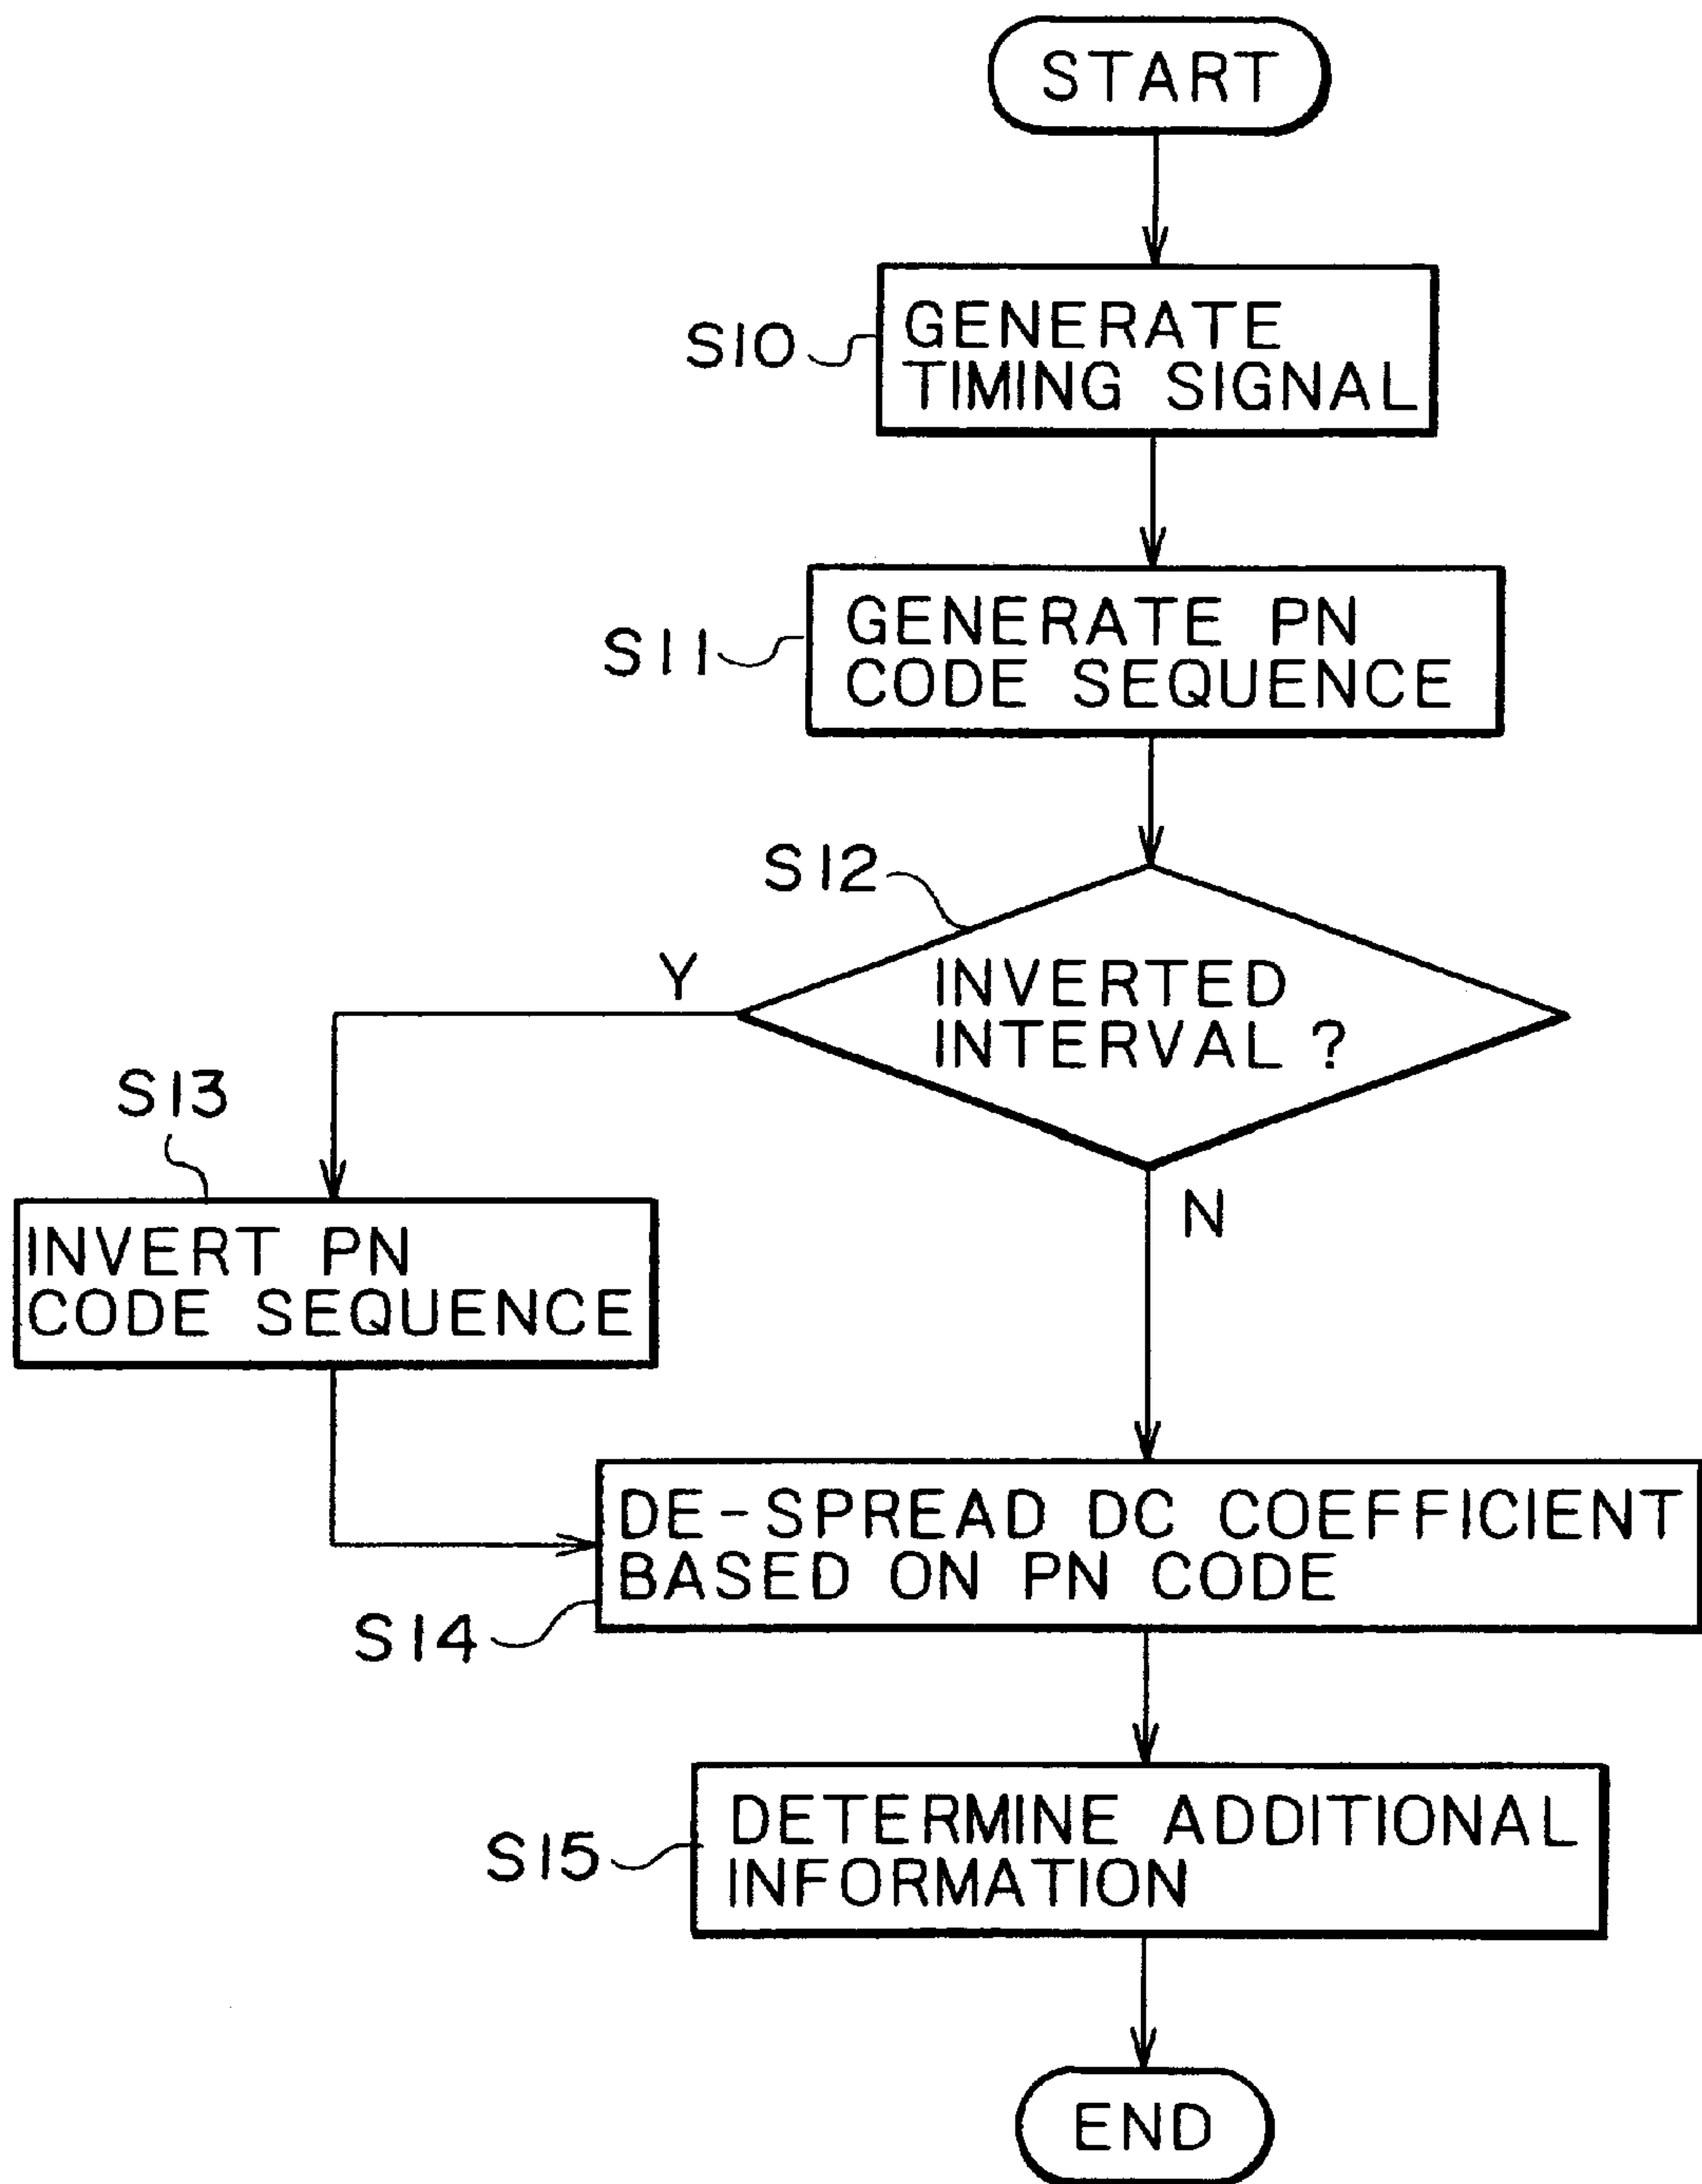 START
S10
GENERATE
TIMING SIGNAL
S11
GENERATE PN
CODE SEQUENCE
S12
INVERTED
INTERVAL ?
Y
N
S13
INVERT PN
CODE SEQUENCE
DE-SPREAD DC COEFFICIENT
BASED ON PN CODE
S14
S15
DETERMINE ADDITIONAL
INFORMATION
END